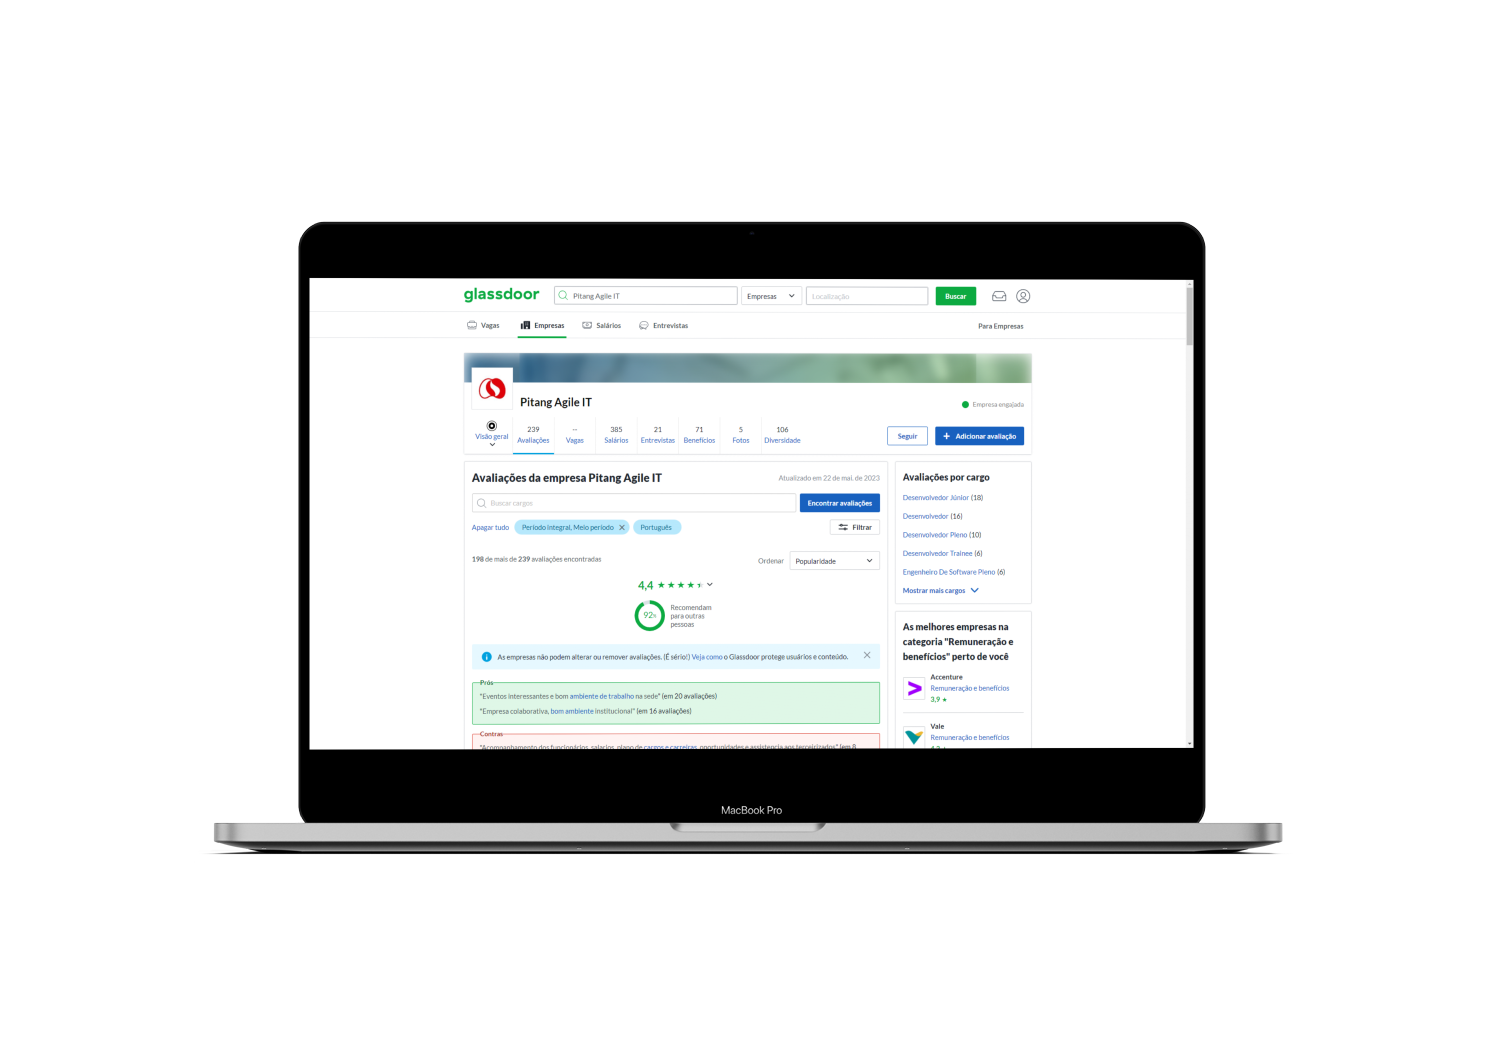 glassdoor
Pitang Agile IT
Empresas
Localização
Buscar
Vagas
Empresas
Salários
Entrevistas
Para Empresas
Pitang Agile IT
Empresa engajada
Visão geral
239
Avaliações
--
Vagas
385
Salários
21
Entrevistas
71
Benefícios
5
Fotos
106
Diversidade
Seguir
+ Adicionar avaliação
Avaliações da empresa Pitang Agile IT
Atualizado em 22 de mai. de 2023
Buscar cargos
Encontrar avaliações
Apagar tudo
Período Integral, Meio período ×
Português
Filtrar
198 de mais de 239 avaliações encontradas
Ordenar
Popularidade
4,4 ★★★★★
92%
Recomendam
para outras
pessoas
As empresas não podem alterar ou remover avaliações. (É sério!) Veja como o Glassdoor protege usuários e conteúdo.
Prós
"Eventos interessantes e bom ambiente de trabalho na sede" (em 20 avaliações)
"Empresa colaborativa, bom ambiente institucional" (em 16 avaliações)
Contras
"Acompanhamento dos funcionários, salarios, plano de cargos e carreiras, oportunidades e assistencia aos terceirizados" (em 8
Avaliações por cargo
Desenvolvedor Júnior (18)
Desenvolvedor (16)
Desenvolvedor Pleno (10)
Desenvolvedor Trainee (6)
Engenheiro De Software Pleno (6)
Mostrar mais cargos
As melhores empresas na
categoria "Remuneração e
benefícios" perto de você
Accenture
Remuneração e benefícios
3,9 ★
Vale
Remuneração e benefícios
MacBook Pro